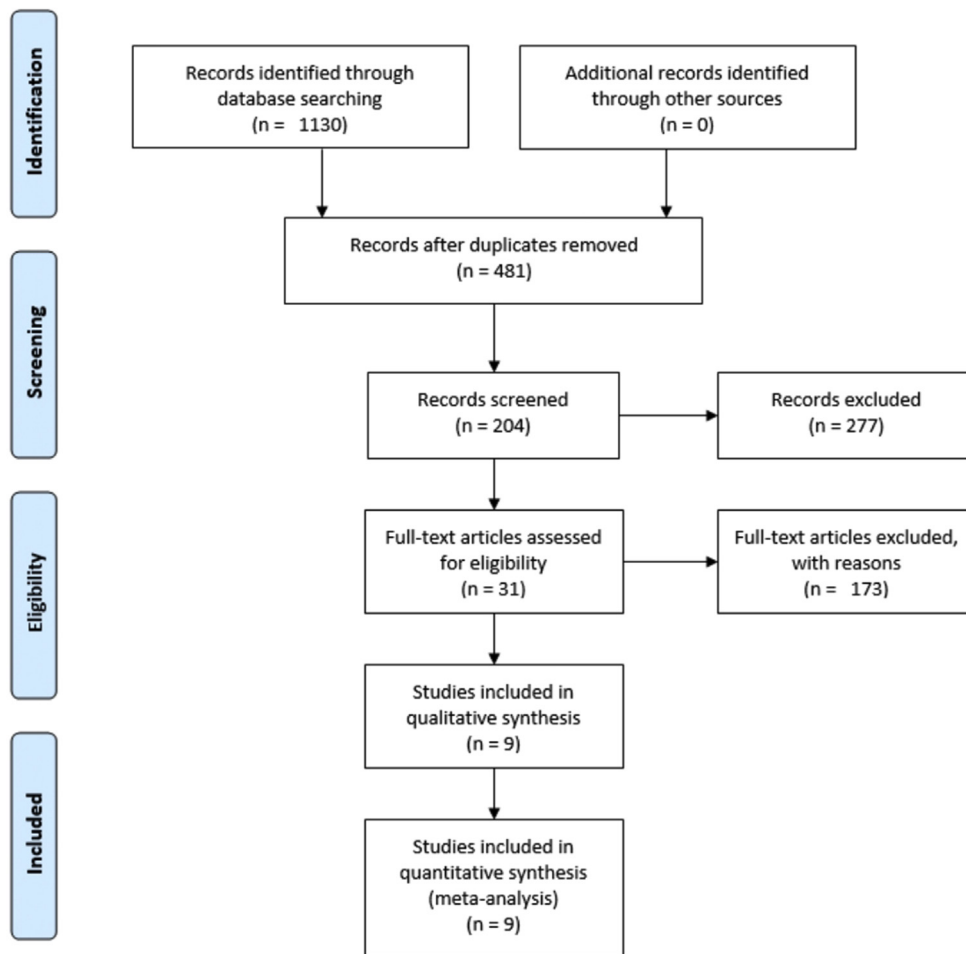 Identification
Records identified through
database searching
(n =   1130)
Additional records identified
through other sources
(n = 0)
Records after duplicates removed
(n = 481)
Screening
Records screened
(n = 204)
Records excluded
(n = 277)
Eligibility
Full-text articles assessed
for eligibility
(n = 31)
Full-text articles excluded,
with reasons
(n =   173)
Studies included in
qualitative synthesis
(n = 9)
Included
Studies included in
quantitative synthesis
(meta-analysis)
(n = 9)